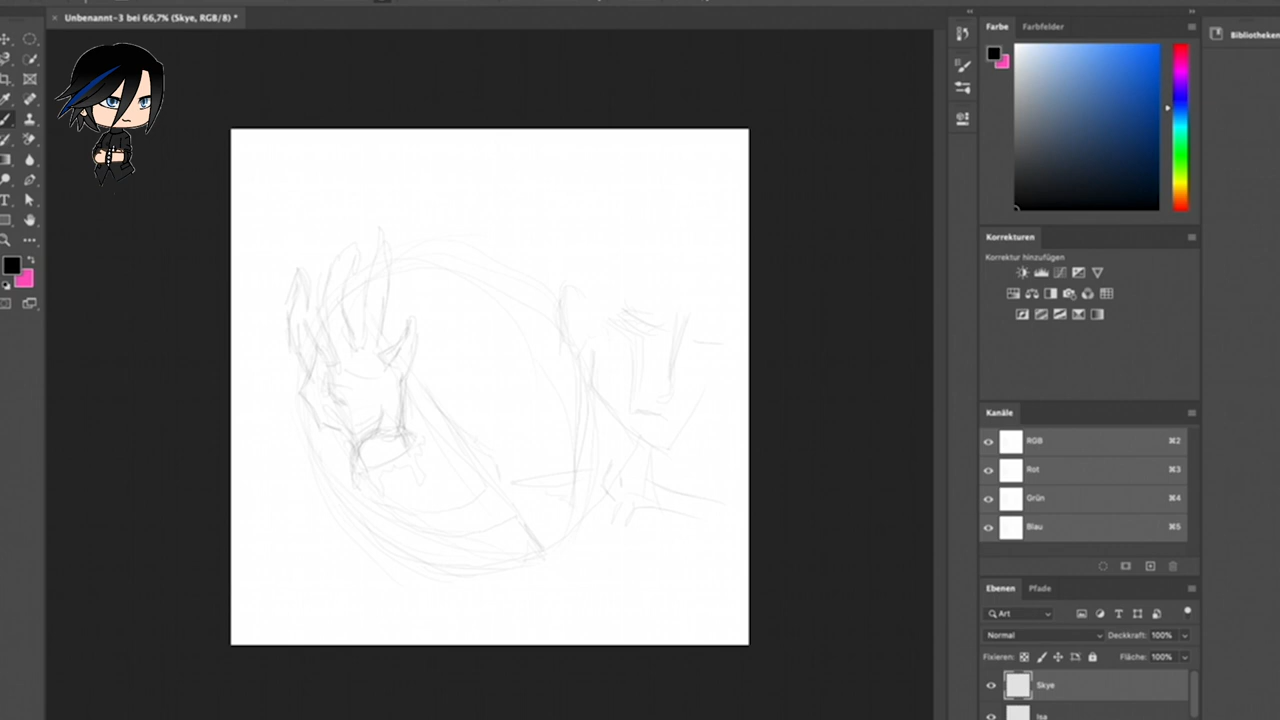 Unbenannt-3 bei 66,7% (Skye, RGB/8) *
Farbe Farbfelder
Bibliotheken
Korrekturen
Korrektur hinzufügen
Kanäle
RGB ⌘2
Rot ⌘3
Grün ⌘4
Blau ⌘5
Ebenen Pfade
Art
Normal Deckkraft: 100%
Fixieren: Fläche: 100%
Skye
Isa